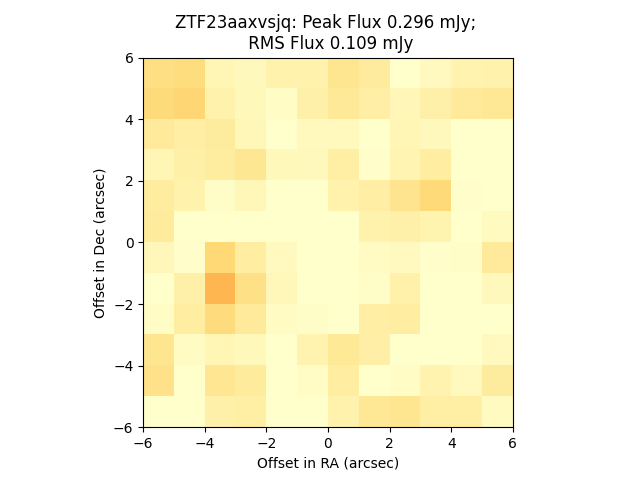 ZTF23aaxvsjq: Peak Flux 0.296 mJy;
RMS Flux 0.109 mJy
6
4
2
0
−2
−4
−6
Offset in Dec (arcsec)
−6 −4 −2 0 2 4 6
Offset in RA (arcsec)